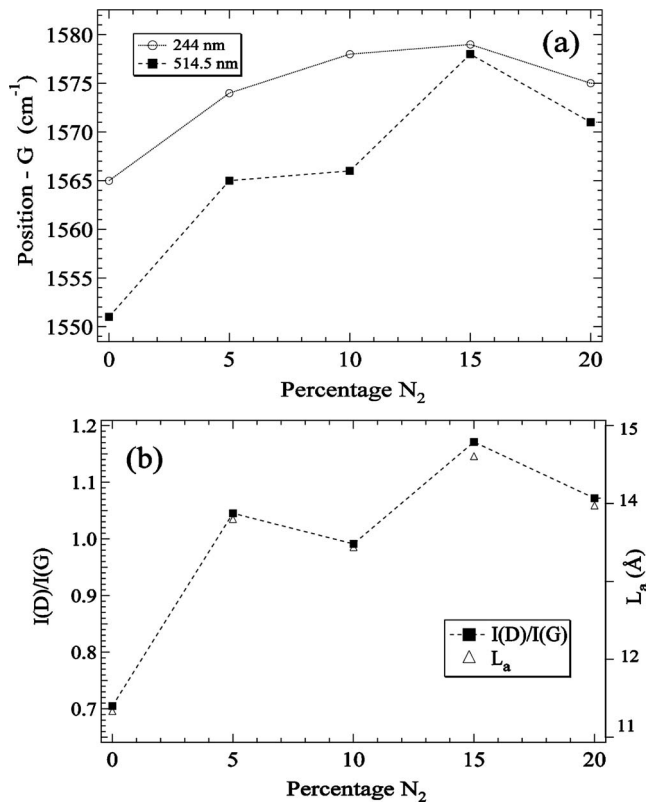 (a)
244 nm
514.5 nm
Position - G (cm⁻¹)
1580
1575
1570
1565
1560
1555
1550
0 5 10 15 20
Percentage N₂
(b)
I(D)/I(G)
1.2
1.1
1.0
0.9
0.8
0.7
15
14
12
11
Lₐ (Å)
I(D)/I(G)
Lₐ
0 5 10 15 20
Percentage N₂